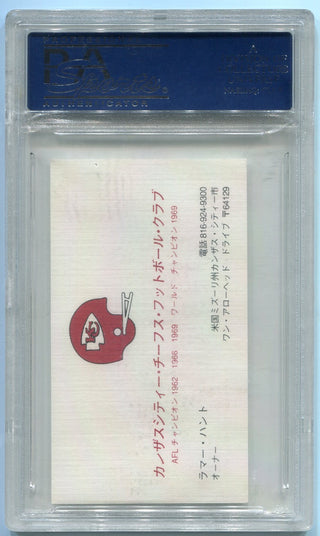 カンザスシティー・チーフス・フットボール・クラブ
AFL チャンピオン 1962 1966 1969 ワールド チャンピオン 1969
ラマー・ハント
オーナー
電話 816-924-9300
米国ミズーリ州カンザス・シティー市
ワン・アローヘッド ドライブ 〒64129
KC